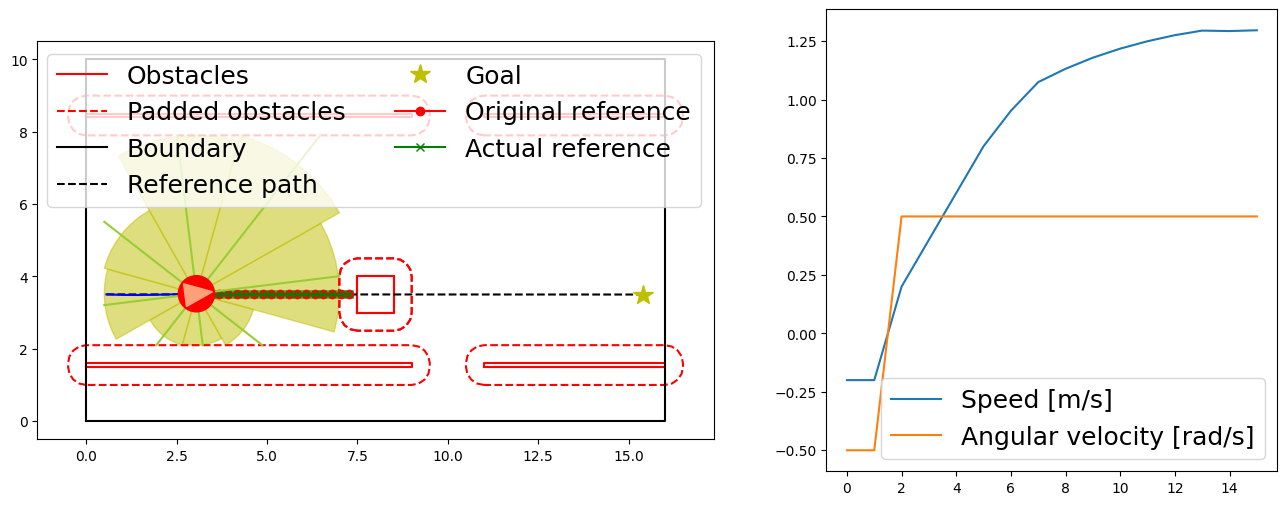 Obstacles
Padded obstacles
Boundary
Reference path
Goal
Original reference
Actual reference
10
8
6
4
2
0
0.0 2.5 5.0 7.5 10.0 12.5 15.0
1.25
1.00
0.75
0.50
0.25
0.00
−0.25
−0.50
Speed [m/s]
Angular velocity [rad/s]
0 2 4 6 8 10 12 14